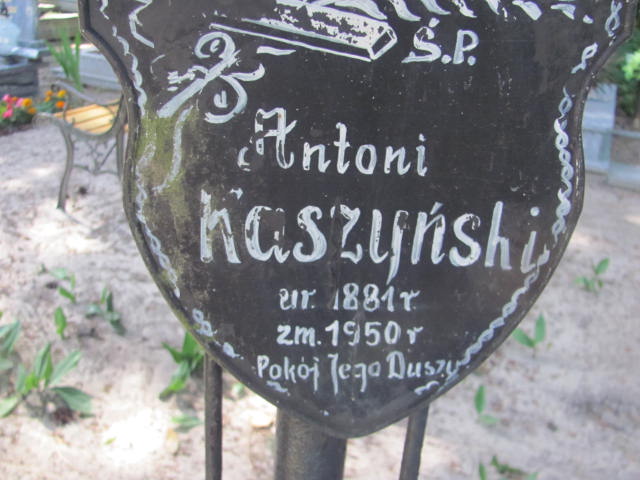 Ś.P.
Antoni
Kaszyński
ur. 1881 r.
zm. 1950 r
Pokój Jego Duszy